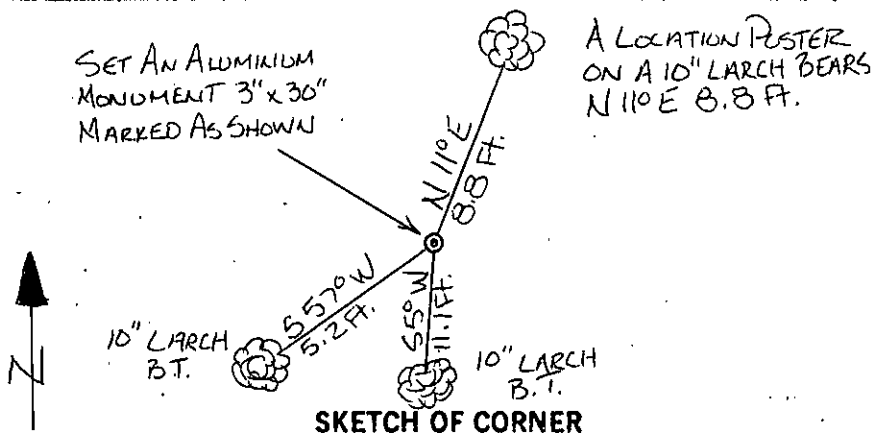 SET AN ALUMINIUM
MONUMENT 3" x 30"
MARKED AS SHOWN
A LOCATION POSTER
ON A 10" LARCH BEARS
N 11° E 8.8 FT.
N 11° E
8.8 FT.
S 57° W
5.2 FT.
S 5° W
11.1 FT.
10" LARCH
B.T.
10" LARCH
B.T.
N
SKETCH OF CORNER